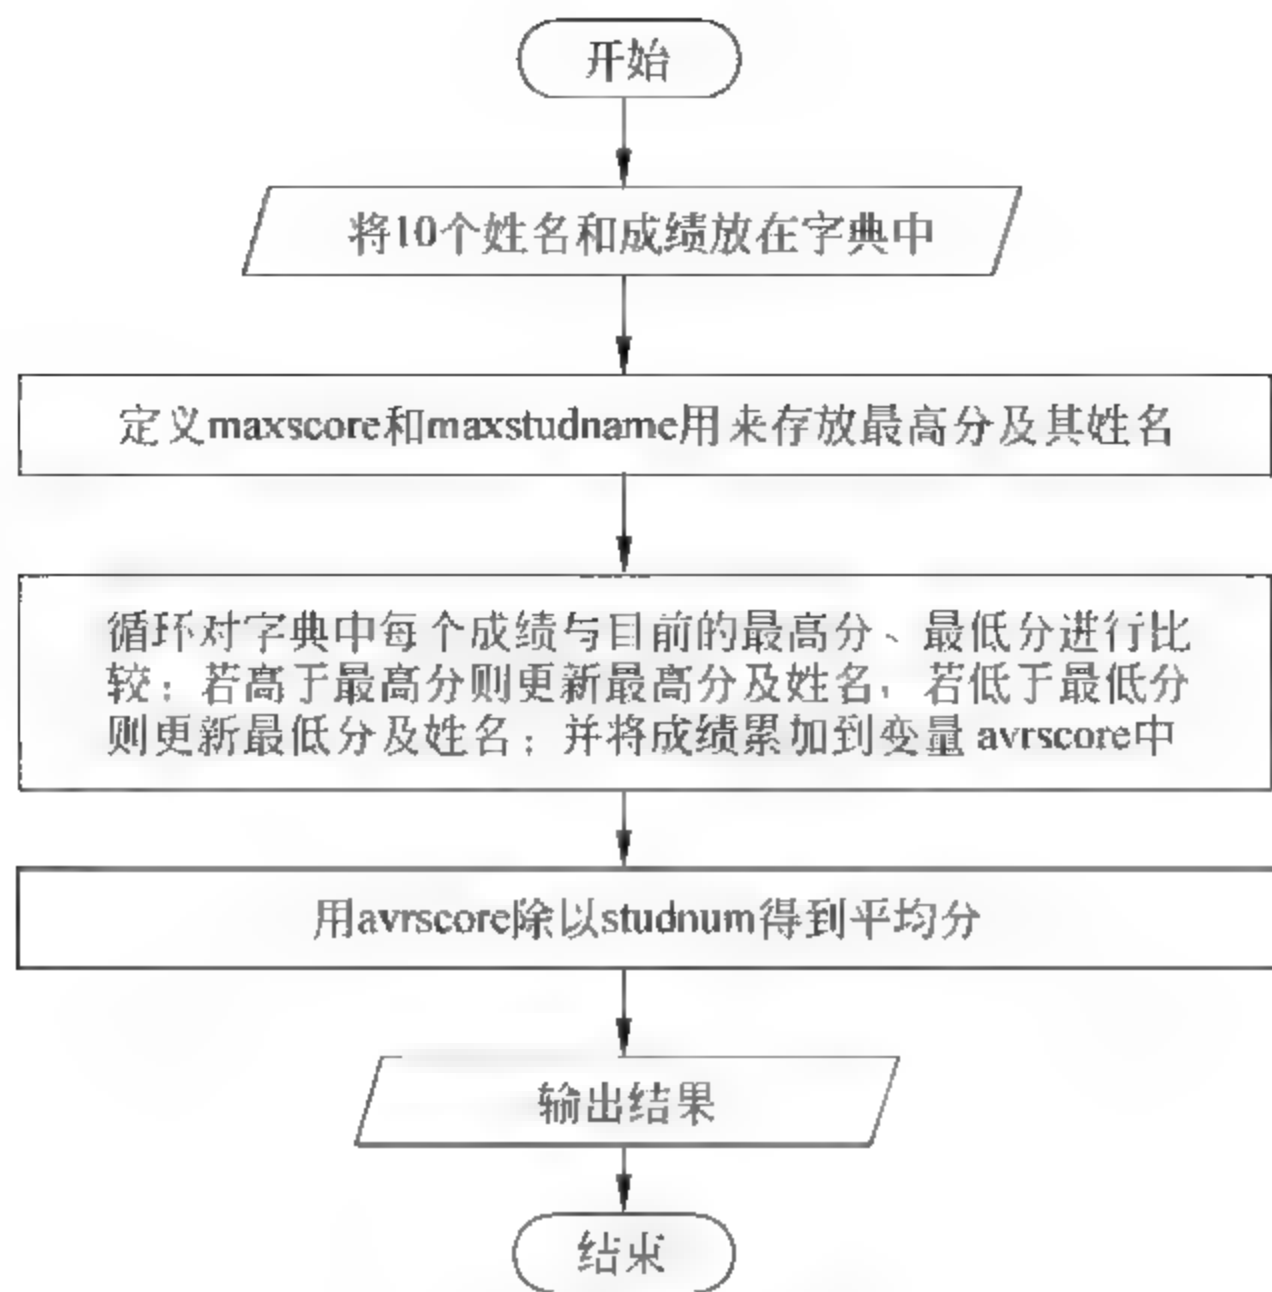 开始
将10个姓名和成绩放在字典中
定义maxscore和maxstudname用来存放最高分及其姓名
循环对字典中每个成绩与目前的最高分、最低分进行比
较；若高于最高分则更新最高分及姓名，若低于最低分
则更新最低分及姓名；并将成绩累加到变量avrscore中
用avrscore除以studnum得到平均分
输出结果
结束